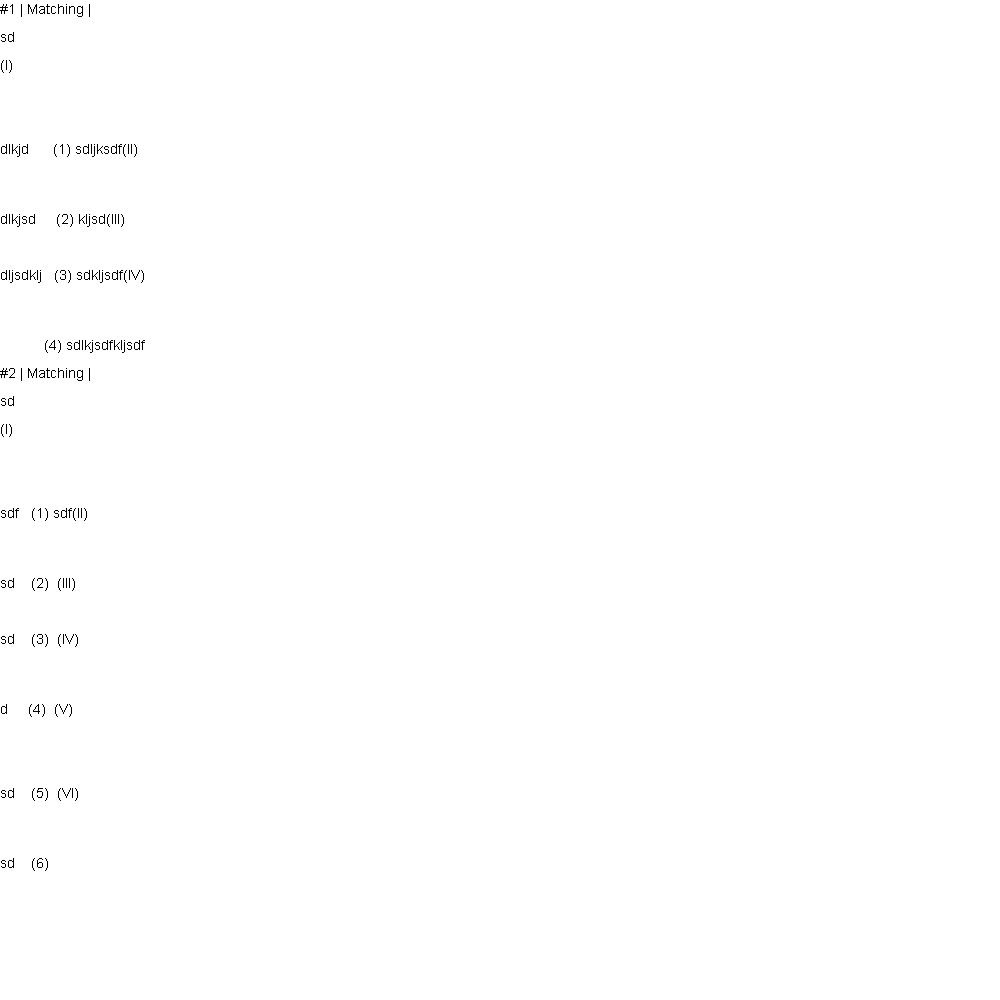 #1 | Matching |
sd
(I)
dlkjd (1) sdljksdf(II)
dlkjsd (2) kljsd(III)
dljsdklj (3) sdkljsdf(IV)
(4) sdlkjsdfkljsdf
#2 | Matching |
sd
(I)
sdf (1) sdf(II)
sd (2) (III)
sd (3) (IV)
d (4) (V)
sd (5) (VI)
sd (6)